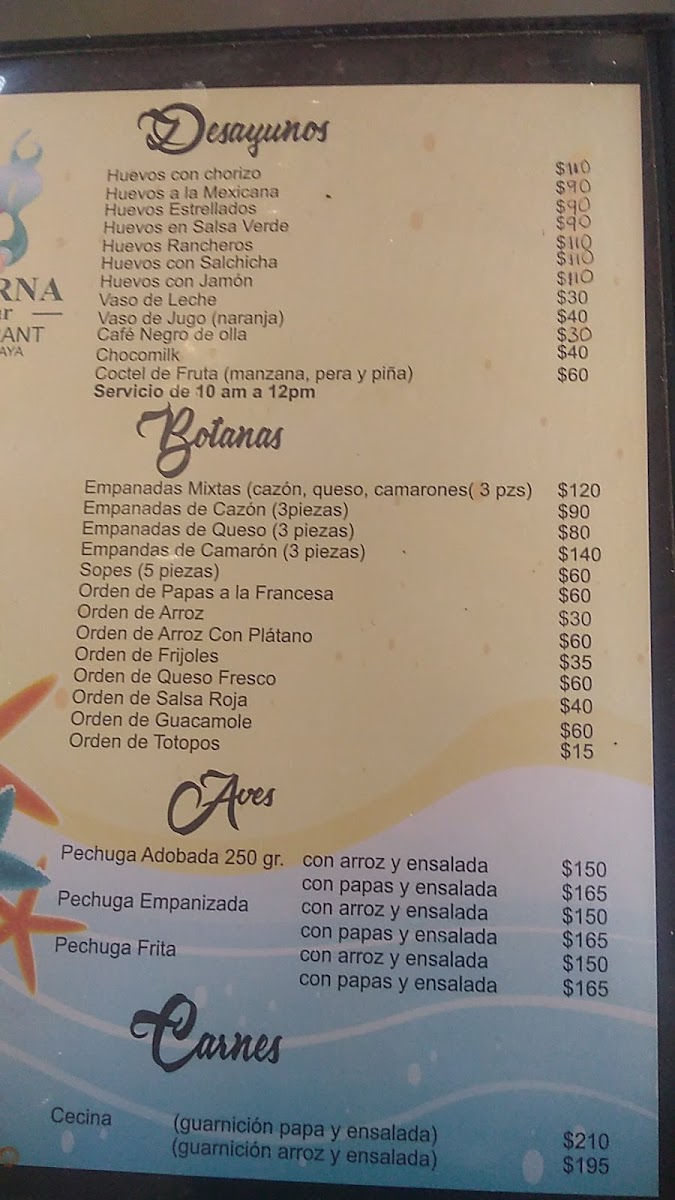 RNA
ANT
AYA
Desayunos
Huevos con chorizo $110
Huevos a la Mexicana $90
Huevos Estrellados $90
Huevos en Salsa Verde $90
Huevos Rancheros $110
Huevos con Salchicha $110
Huevos con Jamón $110
Vaso de Leche $30
Vaso de Jugo (naranja) $40
Café Negro de olla $30
Chocomilk $40
Coctel de Fruta (manzana, pera y piña) $60
Servicio de 10 am a 12pm
Botanas
Empanadas Mixtas (cazón, queso, camarones( 3 pzs) $120
Empanadas de Cazón (3piezas) $90
Empanadas de Queso (3 piezas) $80
Empandas de Camarón (3 piezas) $140
Sopes (5 piezas) $60
Orden de Papas a la Francesa $60
Orden de Arroz $30
Orden de Arroz Con Plátano $60
Orden de Frijoles $35
Orden de Queso Fresco $60
Orden de Salsa Roja $40
Orden de Guacamole $60
Orden de Totopos $15
Aves
Pechuga Adobada 250 gr. con arroz y ensalada $150
con papas y ensalada $165
Pechuga Empanizada con arroz y ensalada $150
con papas y ensalada $165
Pechuga Frita con arroz y ensalada $150
con papas y ensalada $165
Carnes
Cecina (guarnición papa y ensalada) $210
(guarnición arroz y ensalada) $195